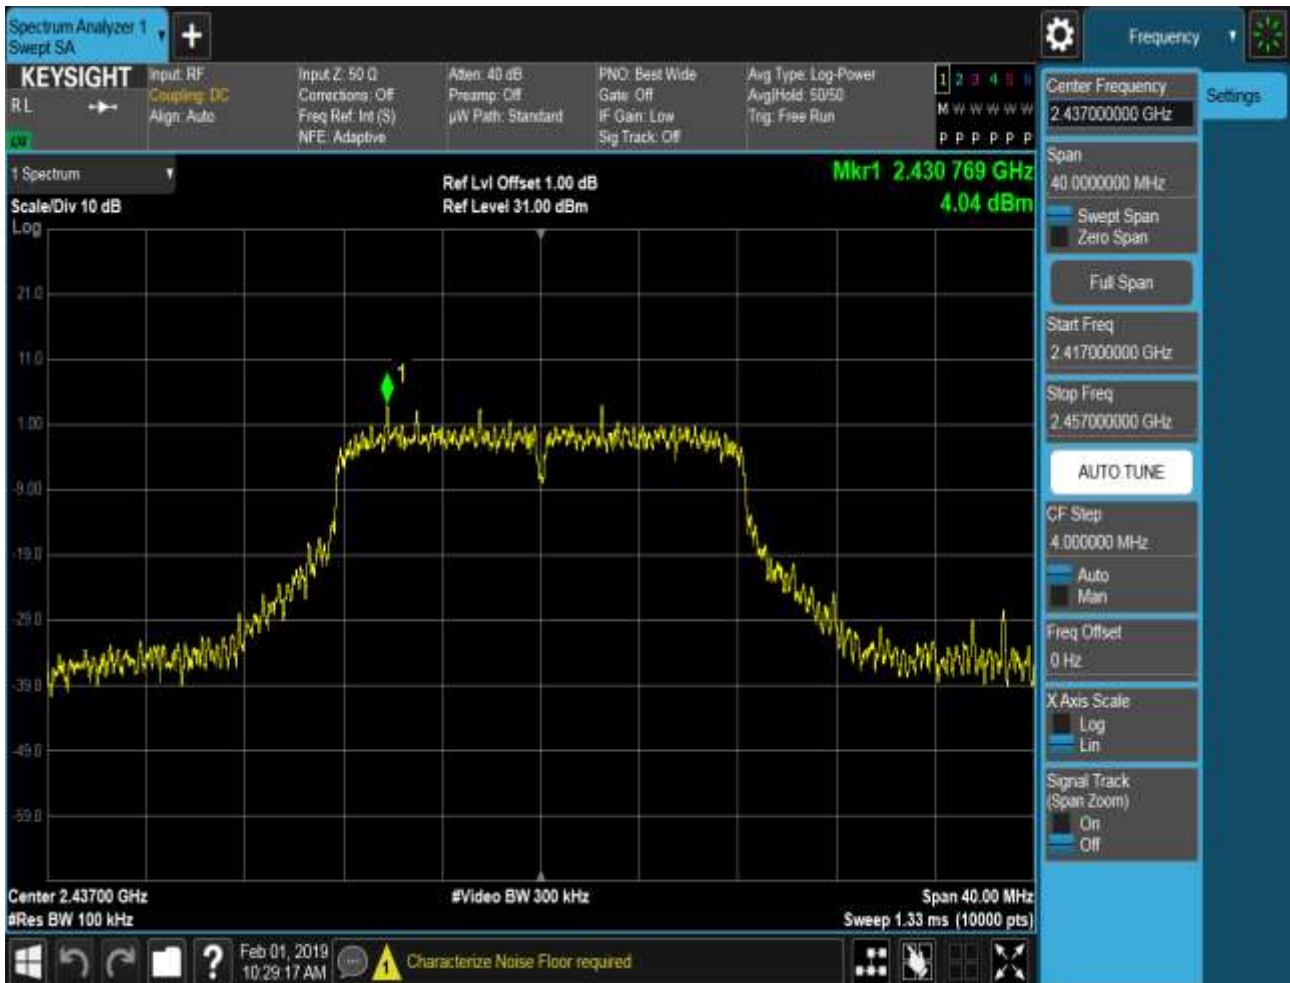 Spectrum Analyzer 1
Swept SA
+
Frequency
KEYSIGHT
R L
Input: RF
Coupling: DC
Align: Auto
Input Z: 50 Ω
Corrections: Off
Freq Ref: Int (S)
NFE: Adaptive
Atten: 40 dB
Preamp: Off
µW Path: Standard
PNO: Best Wide
Gate: Off
IF Gain: Low
Sig Track: Off
Avg Type: Log-Power
Avg|Hold: 50/50
Trig: Free Run
1 2 3 4 5 6
M W W W W W
P P P P P P
1 Spectrum
Scale/Div 10 dB
Ref Lvl Offset 1.00 dB
Ref Level 31.00 dBm
Mkr1 2.430 769 GHz
4.04 dBm
Log
21.0
11.0
1.00
-9.00
-19.0
-29.0
-39.0
-49.0
-59.0
1
Center 2.43700 GHz
#Res BW 100 kHz
#Video BW 300 kHz
Span 40.00 MHz
Sweep 1.33 ms (10000 pts)
Feb 01, 2019
10:29:17 AM
Characterize Noise Floor required
Settings
Center Frequency
2.437000000 GHz
Span
40.0000000 MHz
Swept Span
Zero Span
Full Span
Start Freq
2.417000000 GHz
Stop Freq
2.457000000 GHz
AUTO TUNE
CF Step
4.000000 MHz
Auto
Man
Freq Offset
0 Hz
X Axis Scale
Log
Lin
Signal Track
(Span Zoom)
On
Off